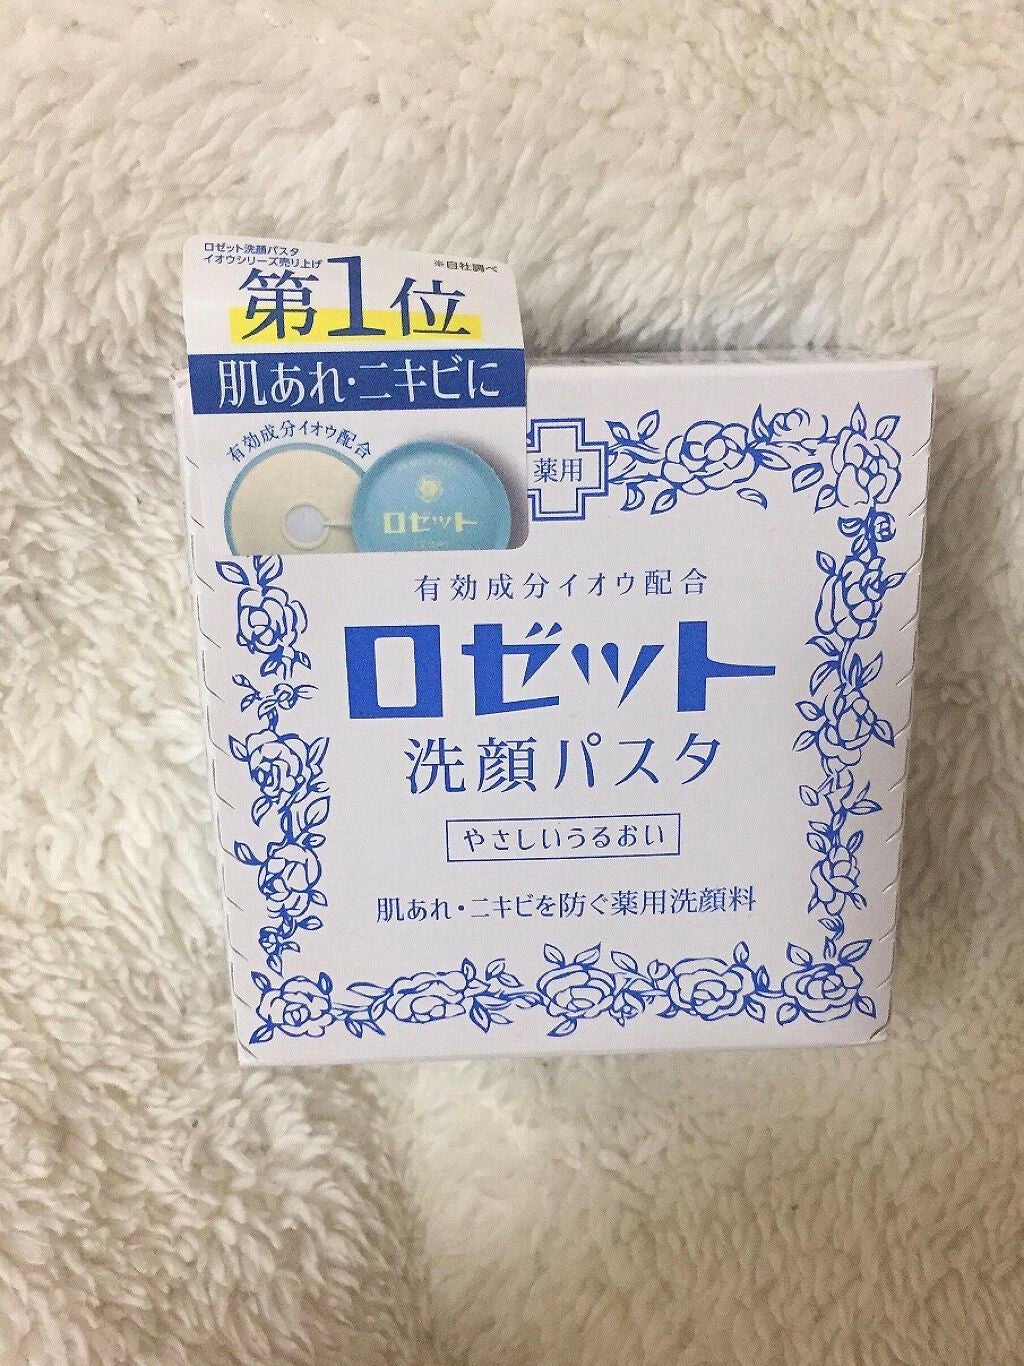 ロゼット洗顔パスタ
イオウシリーズ売り上げ
※自社調べ
第1位
肌あれ・ニキビに
有効成分イオウ配合
ロゼット
薬用
有効成分イオウ配合
ロゼット
洗顔パスタ
やさしいうるおい
肌あれ・ニキビを防ぐ薬用洗顔料